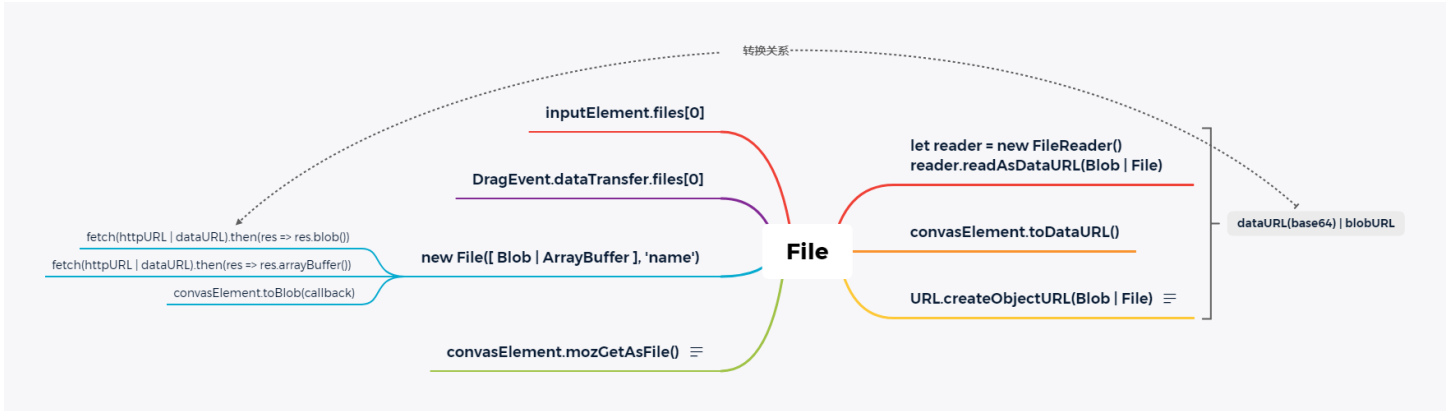 转换关系
inputElement.files[0]
DragEvent.dataTransfer.files[0]
fetch(httpURL | dataURL).then(res => res.blob())
fetch(httpURL | dataURL).then(res => res.arrayBuffer())
convasElement.toBlob(callback)
new File([ Blob | ArrayBuffer ], 'name')
convasElement.mozGetAsFile()
File
let reader = new FileReader()
reader.readAsDataURL(Blob | File)
convasElement.toDataURL()
URL.createObjectURL(Blob | File)
dataURL(base64) | blobURL